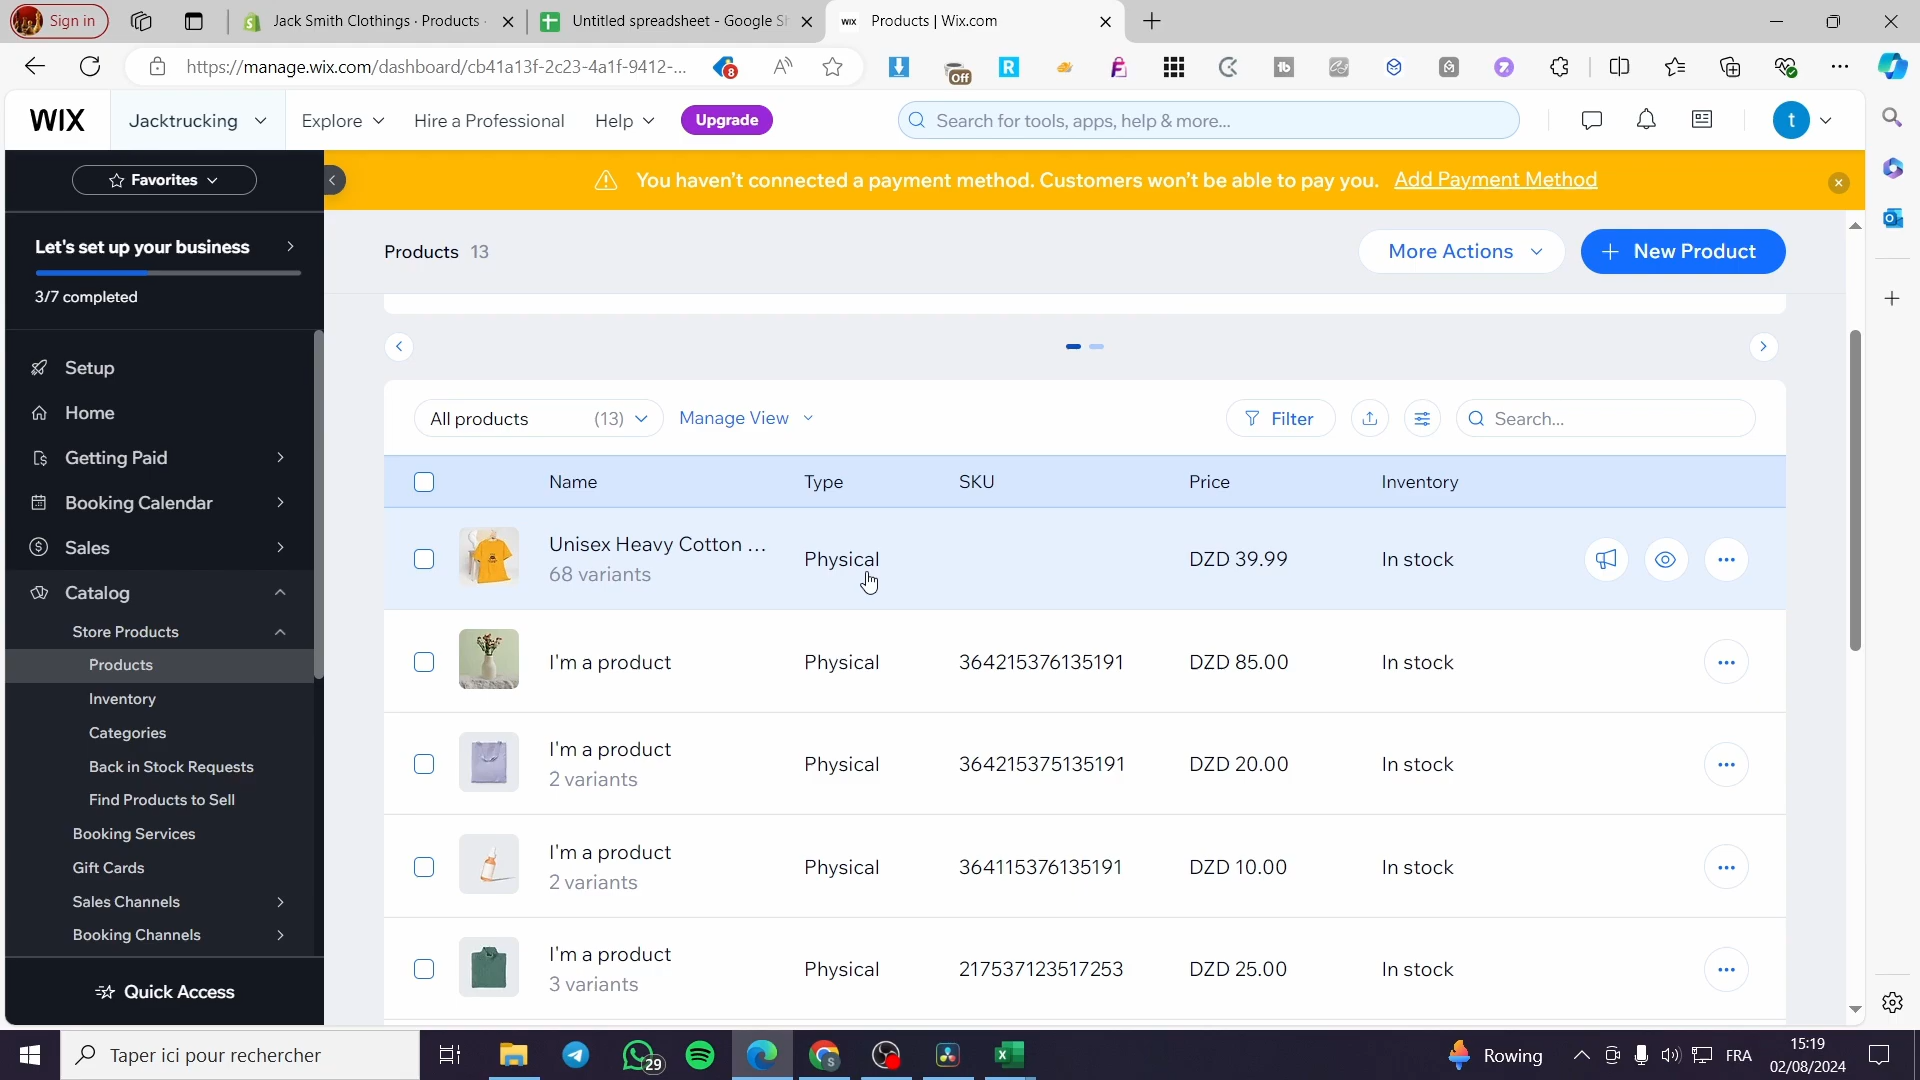 Sign in
Jack Smith Clothings · Products ·
Untitled spreadsheet - Google Sh
WIX Products | Wix.com
https://manage.wix.com/dashboard/cb41a13f-2c23-4a1f-9412-...
8
Off
WIX
Jacktrucking
Explore
Hire a Professional
Help
Upgrade
Search for tools, apps, help & more...
t
Favorites
You haven't connected a payment method. Customers won't be able to pay you. Add Payment Method
Let's set up your business
3/7 completed
Setup
Home
Getting Paid
Booking Calendar
Sales
Catalog
Store Products
Products
Inventory
Categories
Back in Stock Requests
Find Products to Sell
Booking Services
Gift Cards
Sales Channels
Booking Channels
Quick Access
Products 13
More Actions
+ New Product
All products (13)
Manage View
Filter
Search...
Name Type SKU Price Inventory
Unisex Heavy Cotton ... Physical DZD 39.99 In stock
68 variants
I'm a product Physical 364215376135191 DZD 85.00 In stock
I'm a product Physical 364215375135191 DZD 20.00 In stock
2 variants
I'm a product Physical 364115376135191 DZD 10.00 In stock
2 variants
I'm a product Physical 217537123517253 DZD 25.00 In stock
3 variants
Taper ici pour rechercher
29
Rowing
FRA
15:19
02/08/2024